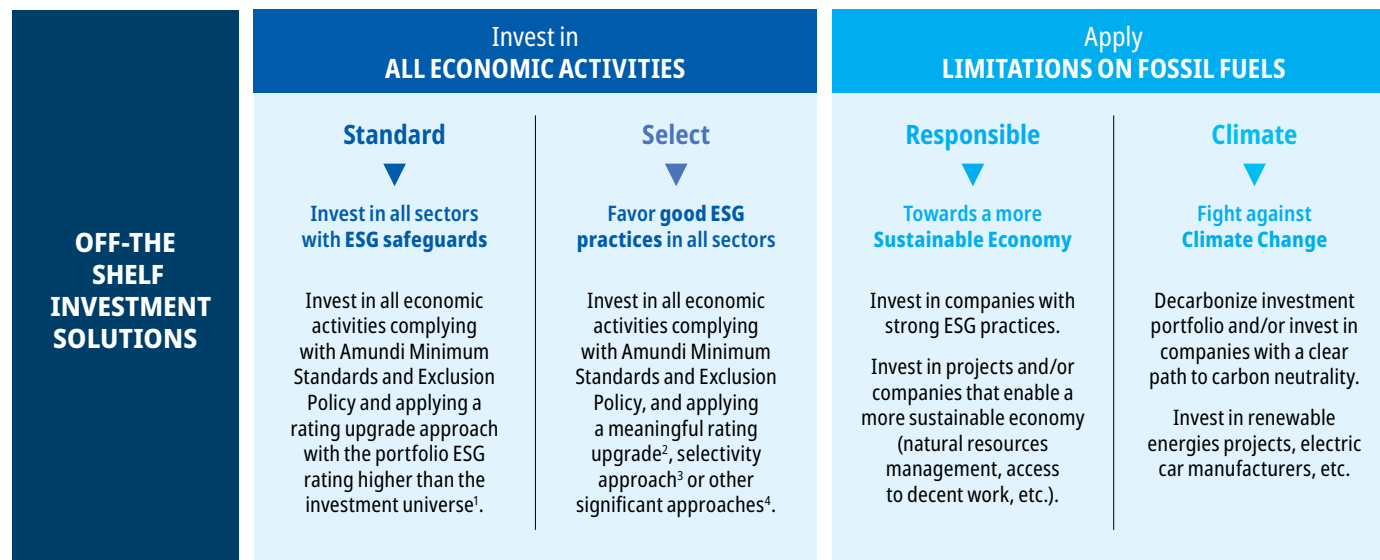 OFF-THE
SHELF
INVESTMENT
SOLUTIONS
Invest in
ALL ECONOMIC ACTIVITIES
Standard
Invest in all sectors
with ESG safeguards
Invest in all economic
activities complying
with Amundi Minimum
Standards and Exclusion
Policy and applying a
rating upgrade approach
with the portfolio ESG
rating higher than the
investment universe¹.
Select
Favor good ESG
practices in all sectors
Invest in all economic
activities complying
with Amundi Minimum
Standards and Exclusion
Policy, and applying
a meaningful rating
upgrade², selectivity
approach³ or other
significant approaches⁴.
Apply
LIMITATIONS ON FOSSIL FUELS
Responsible
Towards a more
Sustainable Economy
Invest in companies with
strong ESG practices.
Invest in projects and/or
companies that enable a
more sustainable economy
(natural resources
management, access
to decent work, etc.).
Climate
Fight against
Climate Change
Decarbonize investment
portfolio and/or invest in
companies with a clear
path to carbon neutrality.
Invest in renewable
energies projects, electric
car manufacturers, etc.